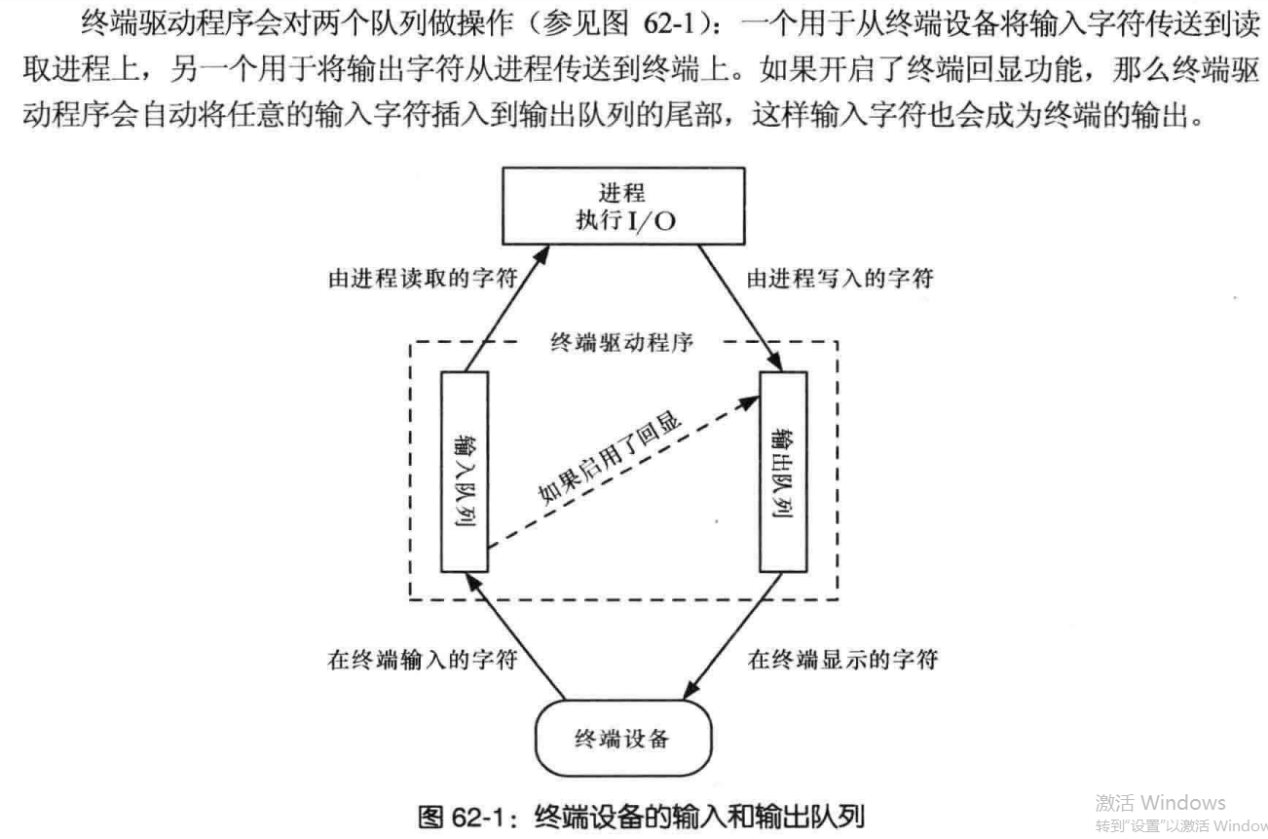 终端驱动程序会对两个队列做操作（参见图 62-1）：一个用于从终端设备将输入字符传送到读
取进程上，另一个用于将输出字符从进程传送到终端上。如果开启了终端回显功能，那么终端驱
动程序会自动将任意的输入字符插入到输出队列的尾部，这样输入字符也会成为终端的输出。
进程
执行I/O
由进程读取的字符
由进程写入的字符
终端驱动程序
输入队列
如果启用了回显
输出队列
在终端输入的字符
在终端显示的字符
终端设备
图 62-1：终端设备的输入和输出队列
激活 Windows
转到"设置"以激活 Window